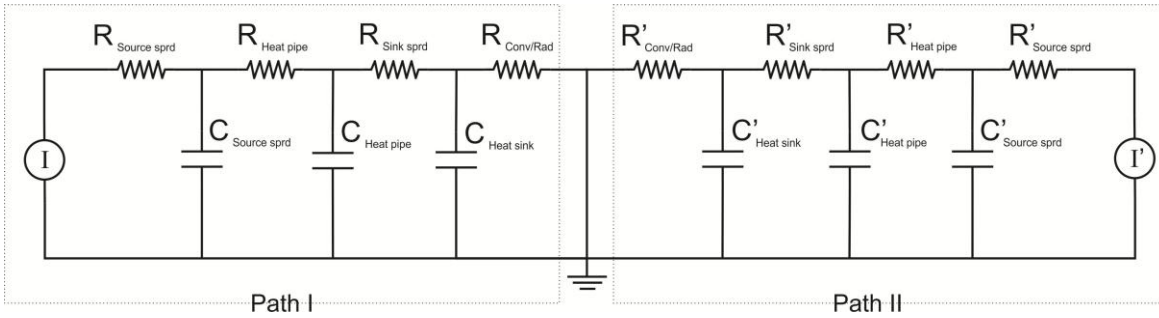 R Source sprd R Heat pipe R Sink sprd R Conv/Rad R’ Conv/Rad R’ Sink sprd R’ Heat pipe R’ Source sprd
I C Source sprd C Heat pipe C Heat sink C’ Heat sink C’ Heat pipe C’ Source sprd I’
Path I Path II